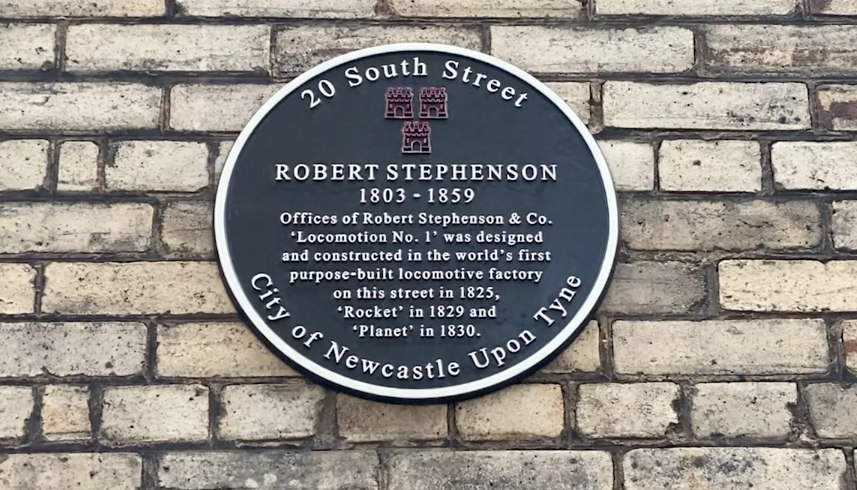 20 South Street
ROBERT STEPHENSON
1803 - 1859
Offices of Robert Stephenson & Co.
‘Locomotion No. 1’ was designed
and constructed in the world’s first
purpose-built locomotive factory
on this street in 1825,
‘Rocket’ in 1829 and
‘Planet’ in 1830.
City of Newcastle Upon Tyne